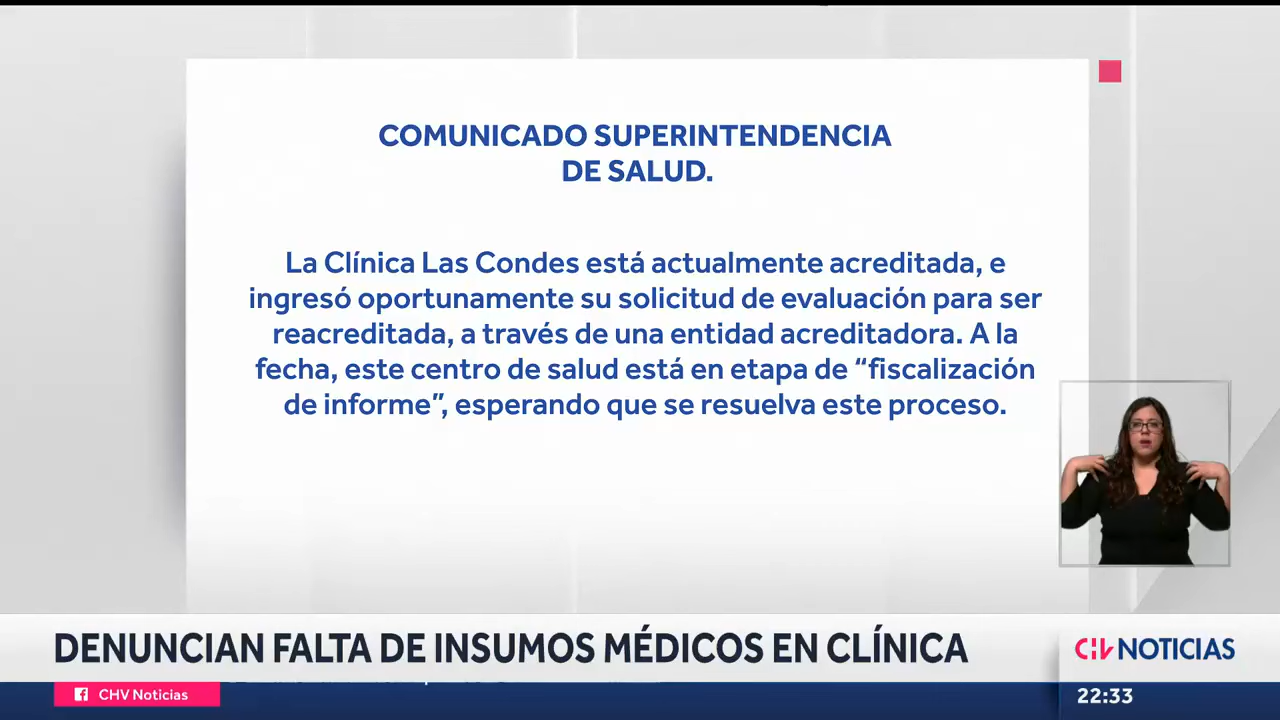 COMUNICADO SUPERINTENDENCIA
DE SALUD.
La Clínica Las Condes está actualmente acreditada, e
ingresó oportunamente su solicitud de evaluación para ser
reacreditada, a través de una entidad acreditadora. A la
fecha, este centro de salud está en etapa de “fiscalización
de informe”, esperando que se resuelva este proceso.
DENUNCIAN FALTA DE INSUMOS MÉDICOS EN CLÍNICA
CHV NOTICIAS
CHV Noticias
22:33